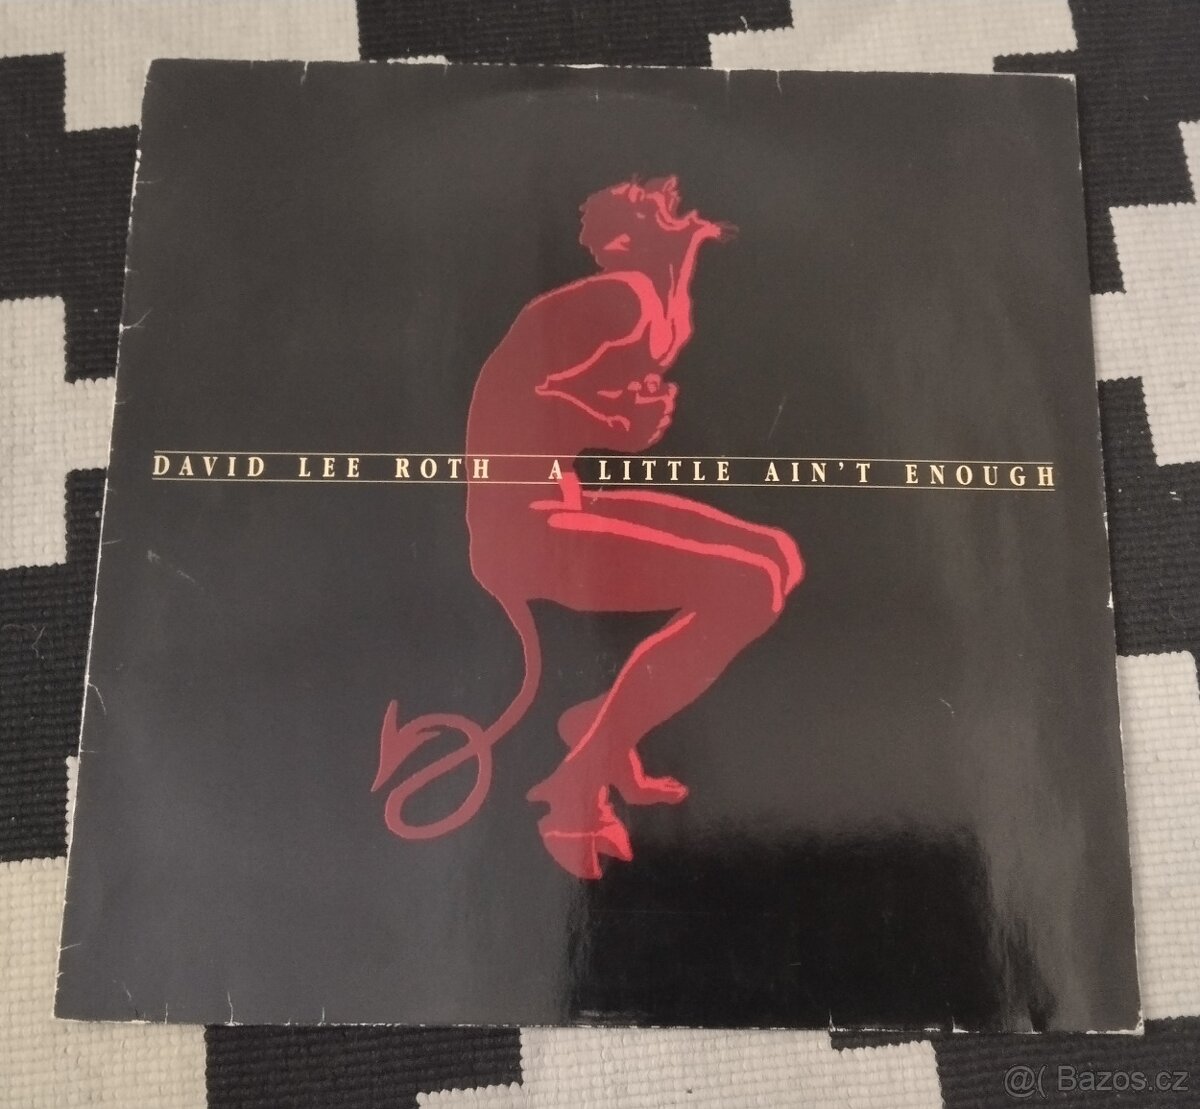 DAVID LEE ROTH A LITTLE AIN'T ENOUGH
@( Bazos.cz